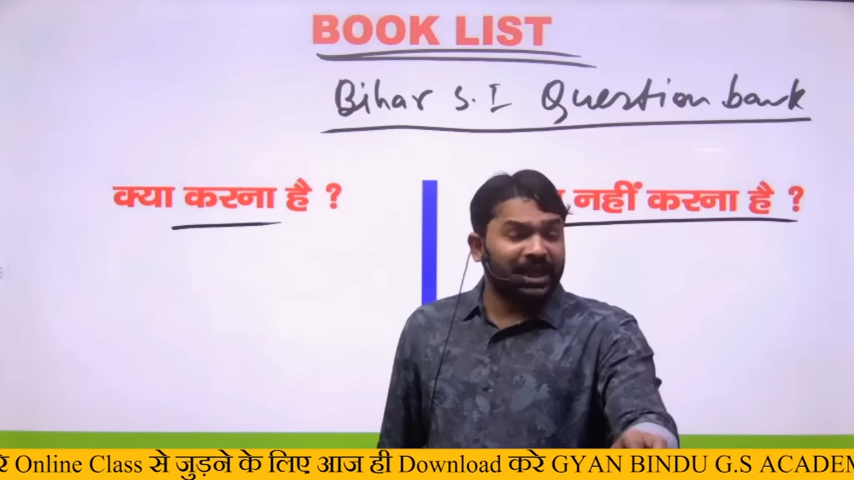 BOOK LIST
Bihar S.I Question bank
क्या करना है ?
नहीं करना है ?
Online Class से जुड़ने के लिए आज ही Download करे GYAN BINDU G.S ACADEM